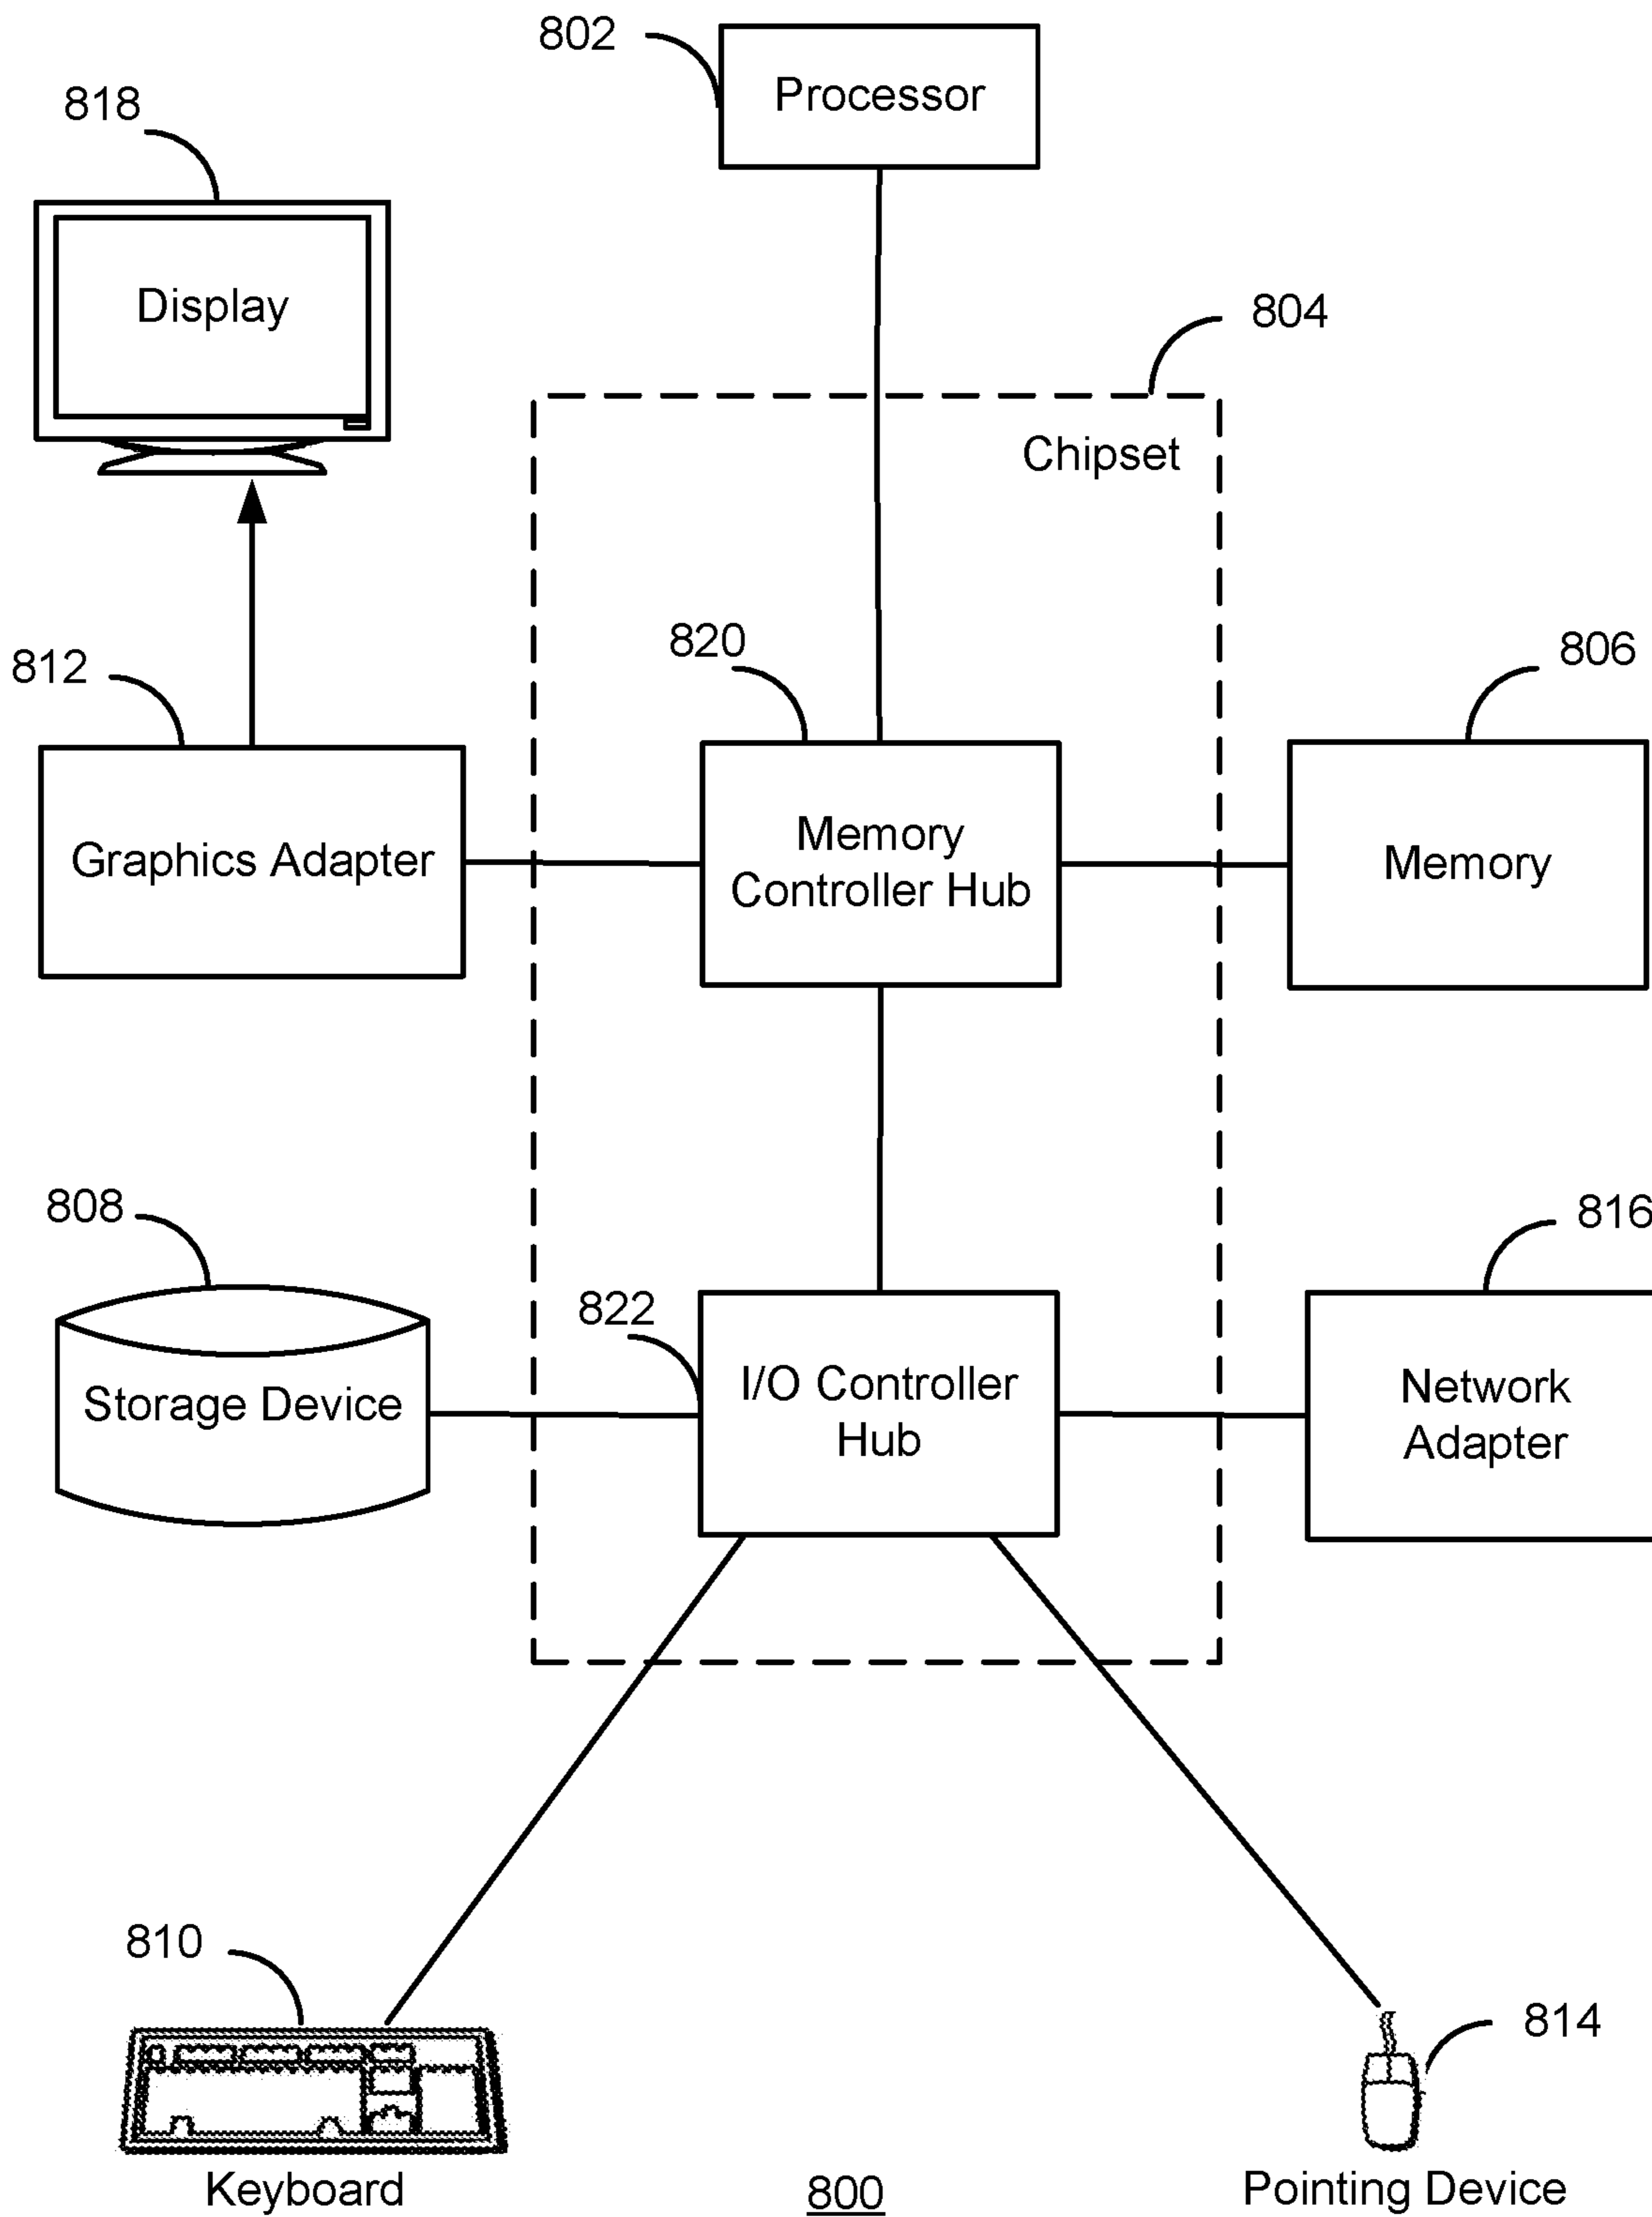 802
Processor
818
Display
804
Chipset
820
812
806
Graphics Adapter
Memory
Controller Hub
Memory
808
816
822
Storage Device
I/O Controller
Hub
Network
Adapter
810
814
Keyboard
800
Pointing Device